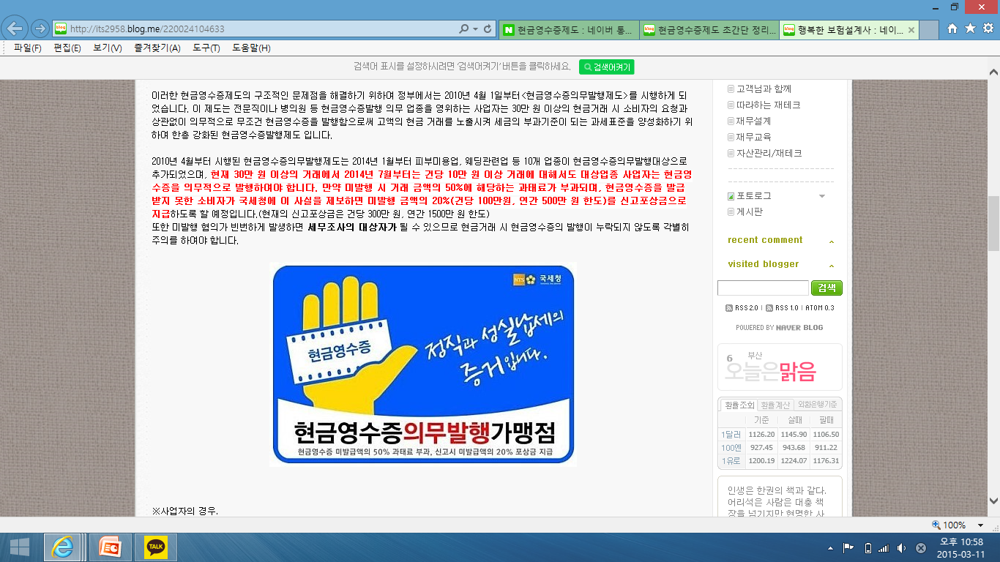 http://its2958.blog.me/220024104633
현금영수증제도 : 네이버 통...
현금영수증제도 초간단 정리...
행복한 보험설계사 : 네이...
파일(F) 편집(E) 보기(V) 즐겨찾기(A) 도구(T) 도움말(H)
검색어 표시를 설정하시려면 '검색어켜기' 버튼을 클릭하세요. 검색어켜기
이러한 현금영수증제도의 구조적인 문제점을 해결하기 위하여 정부에서는 2010년 4월 1일부터<현금영수증의무발행제도>를 시행하게 되
었습니다. 이 제도는 전문직이나 병의원 등 현금영수증발행 의무 업종을 영위하는 사업자는 30만 원 이상의 현금거래 시 소비자의 요청과
상관없이 의무적으로 무조건 현금영수증을 발행함으로써 고액의 현금 거래를 노출시켜 세금의 부과기준이 되는 과세표준을 양성화하기 위
하여 한층 강화된 현금영수증발행제도 입니다.
2010년 4월부터 시행된 현금영수증의무발행제도는 2014년 1월부터 피부미용업, 웨딩관련업 등 10개 업종이 현금영수증의무발행대상으로
추가되었으며, 현재 30만 원 이상의 거래에서 2014년 7월부터는 건당 10만 원 이상 거래에 대해서도 대상업종 사업자는 현금영
수증을 의무적으로 발행하여야 합니다. 만약 미발행 시 거래 금액의 50%에 해당하는 과태료가 부과되며, 현금영수증을 발급
받지 못한 소비자가 국세청에 이 사실을 제보하면 미발행 금액의 20%(건당 100만원, 연간 500만 원 한도)를 신고포상금으로
지급하도록 할 예정입니다.(현재의 신고포상금은 건당 300만 원, 연간 1500만 원 한도)
또한 미발행 혐의가 빈번하게 발생하면 세무조사의 대상자가 될 수 있으므로 현금거래 시 현금영수증의 발행이 누락되지 않도록 각별히
주의를 하여야 합니다.
NTS 국세청
현금영수증
정직과 성실납세의
증거입니다.
현금영수증의무발행가맹점
현금영수증 미발급액의 50% 과태료 부과, 신고시 미발급액의 20% 포상금 지급
※사업자의 경우.
고객님과 함께
따라하는 재테크
재무설계
재무교육
자산관리/재테크
포토로그
게시판
recent comment
visited blogger
검색
RSS 2.0 | RSS 1.0 | ATOM 0.3
POWERED BY NAVER BLOG
6 부산
오늘은맑음
환율조회 환율계산 외환은행기준
기준 살때 팔때
1달러 1126.20 1145.90 1106.50
100엔 927.45 943.68 911.22
1유로 1200.19 1224.07 1176.31
인생은 한권의 책과 같다.
어리석은 사람은 대충 책
장을 넘기지만 현명한 사
100%
TALK
오후 10:58
2015-03-11